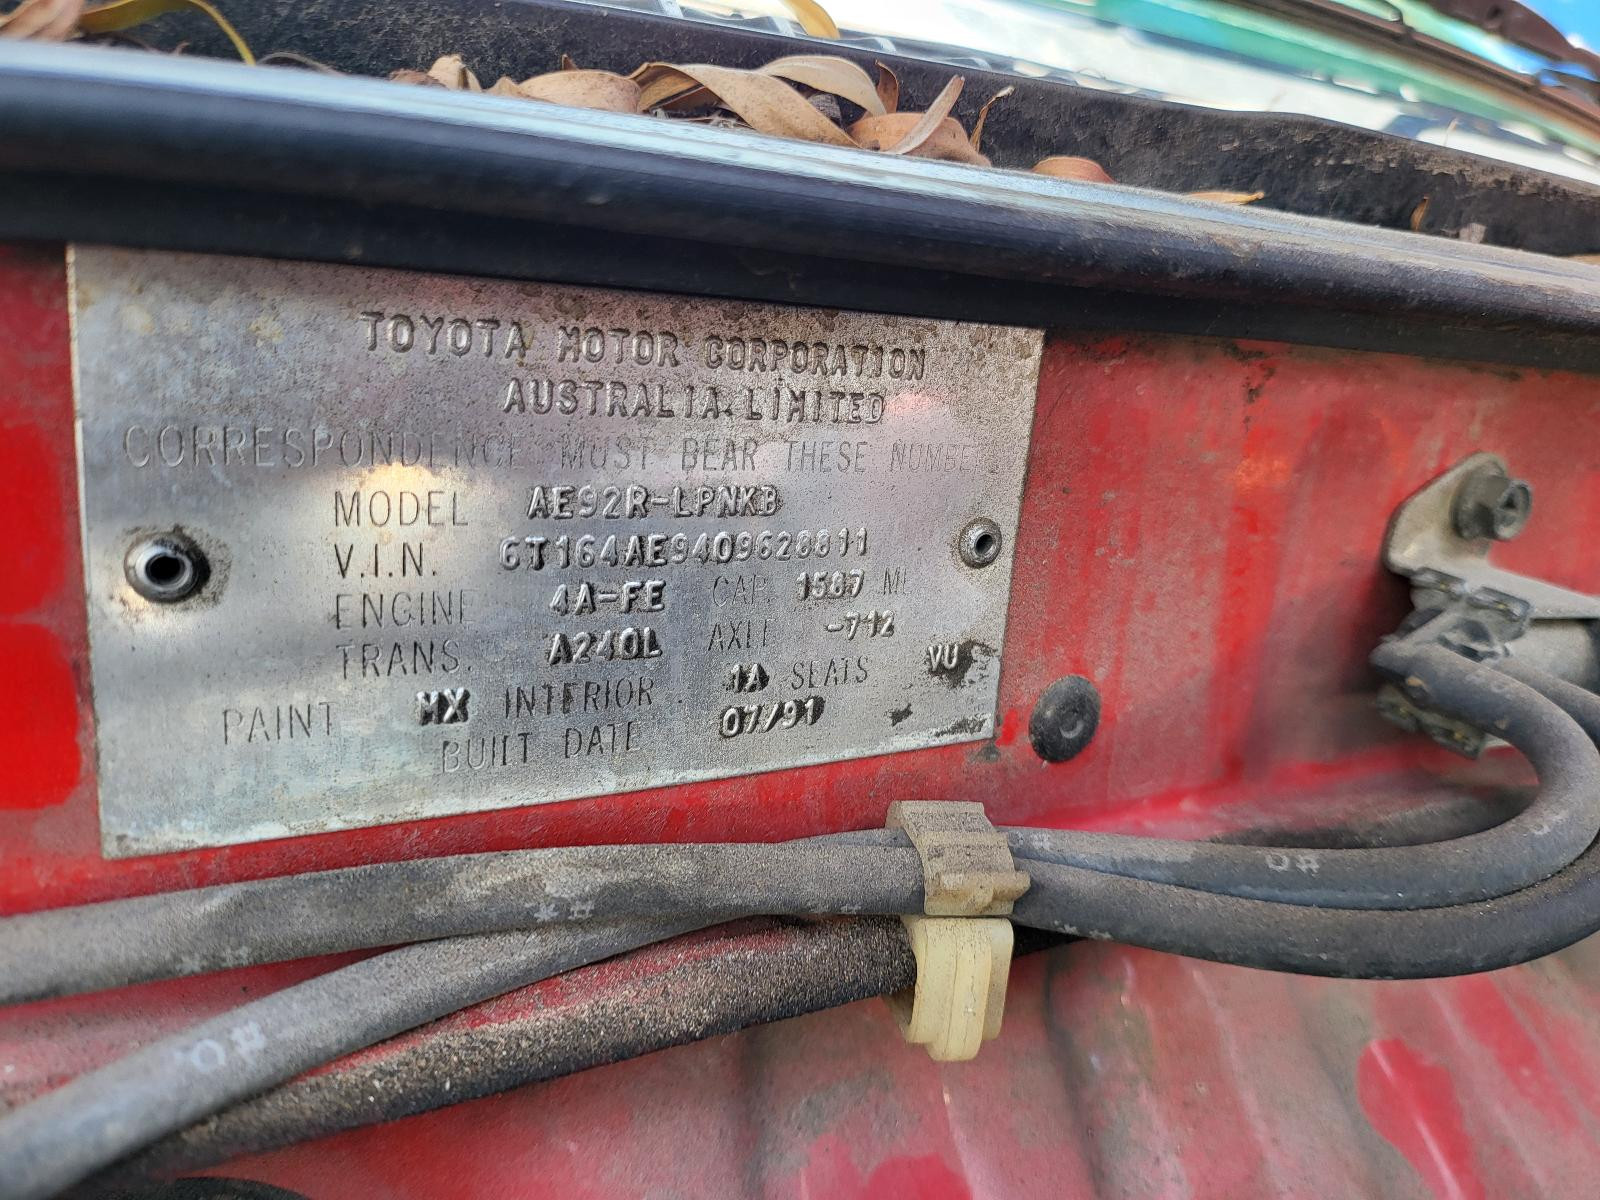 TOYOTA MOTOR CORPORATION
AUSTRALIA LIMITED
CORRESPONDENCE MUST BEAR THESE NUMBERS
MODEL AE92R-LPNKB
V.I.N. 6T164AE9409628811
ENGINE 4A-FE CAP. 1587 ML
TRANS. A240L AXLE -712
PAINT MX INTERIOR 1A SEATS VU
BUILT DATE 07/91